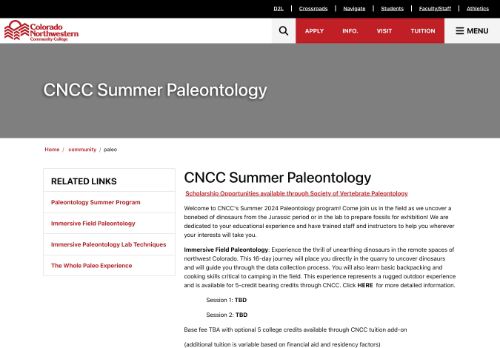 D2L | Crossroads | Navigate | Students | Faculty/Staff | Athletics
Colorado
Northwestern
Community College
APPLY INFO. VISIT TUITION MENU
CNCC Summer Paleontology
Home / community / paleo
RELATED LINKS
Paleontology Summer Program
Immersive Field Paleontology
Immersive Paleontology Lab Techniques
The Whole Paleo Experience
CNCC Summer Paleontology
Scholarship Opportunities available through Society of Vertebrate Paleontology
Welcome to CNCC's Summer 2024 Paleontology program! Come join us in the field as we uncover a
bonebed of dinosaurs from the Jurassic period or in the lab to prepare fossils for exhibition! We are
dedicated to your educational experience and have trained staff and instructors to help you wherever
your interests will take you.
Immersive Field Paleontology: Experience the thrill of unearthing dinosaurs in the remote spaces of
northwest Colorado. This 16-day journey will place you directly in the quarry to uncover dinosaurs
and will guide you through the data collection process. You will also learn basic backpacking and
cooking skills critical to camping in the field. This experience represents a rugged outdoor experience
and is available for 5-credit bearing credits through CNCC. Click HERE for more detailed information.
Session 1: TBD
Session 2: TBD
Base fee TBA with optional 5 college credits available through CNCC tuition add-on
(additional tuition is variable based on financial aid and residency factors)